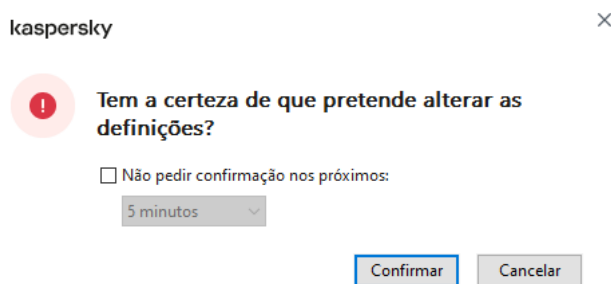 kaspersky
Tem a certeza de que pretende alterar as
definições?
Não pedir confirmação nos próximos:
5 minutos
Confirmar
Cancelar